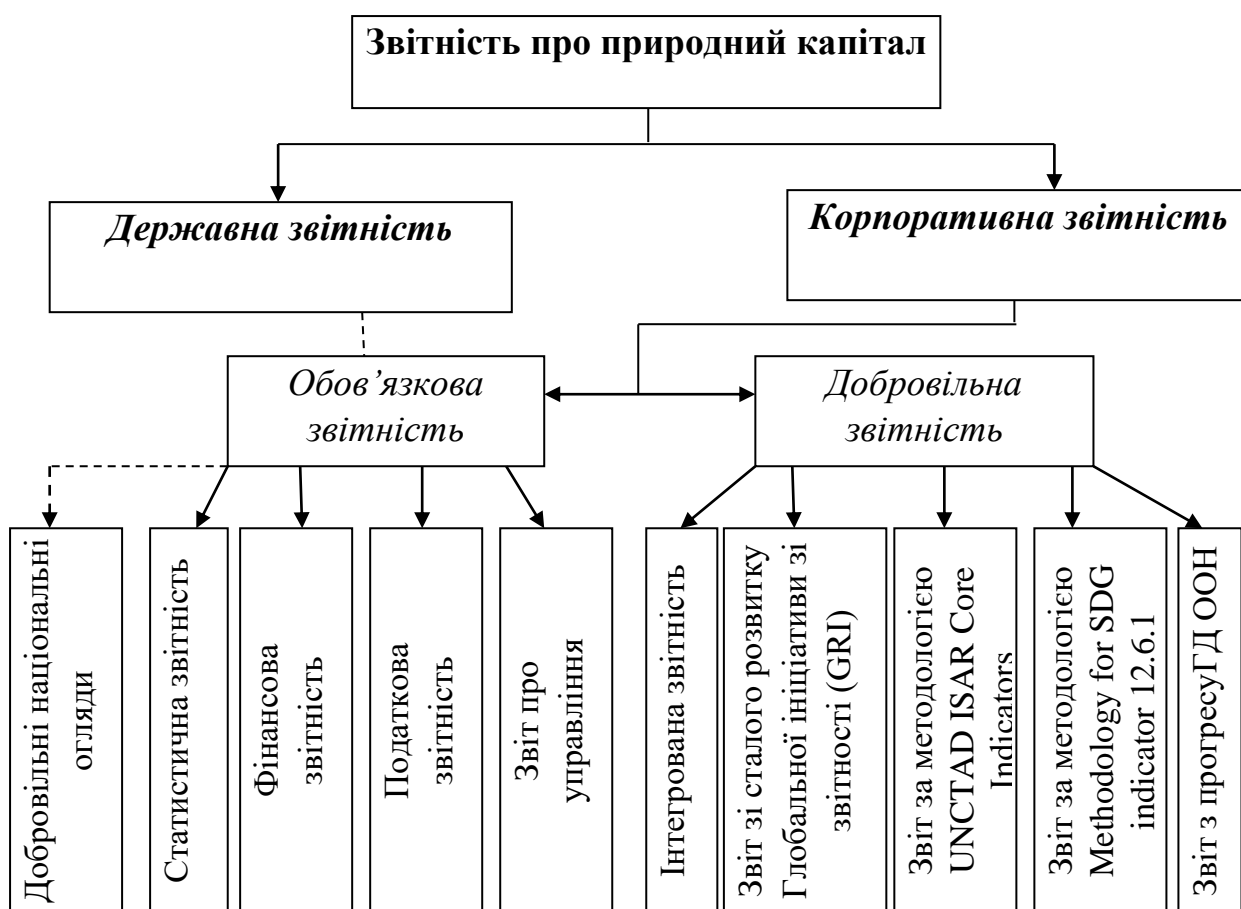 Звітність про природний капітал
Державна звітність
Корпоративна звітність
Обов’язкова
звітність
Добровільна
звітність
Добровільні національні
огляди
Статистична звітність
Фінансова
звітність
Податкова
звітність
Звіт про
управління
Інтегрована звітність
Звіт зі сталого розвитку
Глобальної ініціативи зі
звітності (GRI)
Звіт за методологією
UNCTAD ISAR Core
Indicators
Звіт за методологією
Methodology for SDG
indicator 12.6.1
Звіт з прогресуГД ООН